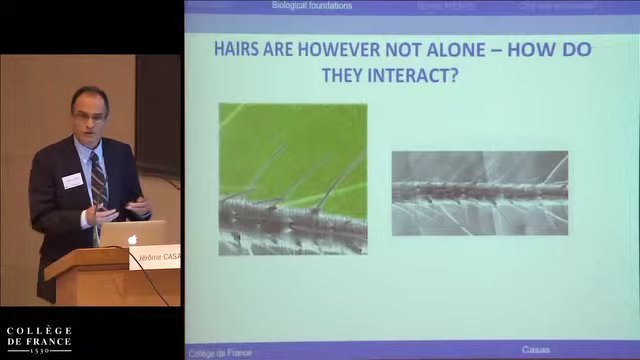 Biological foundations
HAIRS ARE HOWEVER NOT ALONE – HOW DO
THEY INTERACT?
Jérôme CASA
COLLÈGE
DE FRANCE
1530
Collège de France
Casas